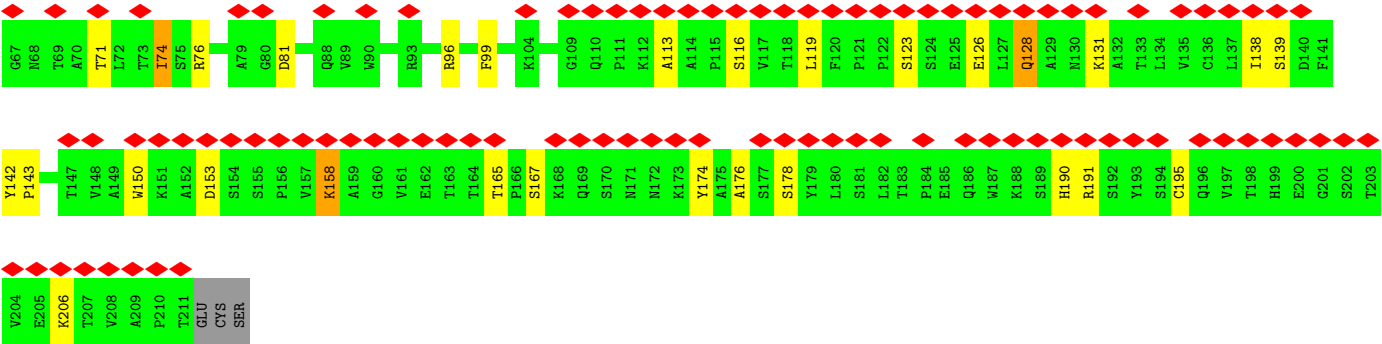 G67 N68 T69 A70 T71 L72 T73 I74 S75 R76 A79 G80 D81 Q88 V89 W90 R93 R96 F99 K104 G109 Q110 P111 K112 A113 A114 P115 S116 V117 T118 L119 F120 P121 P122 S123 S124 E125 E126 L127 Q128 A129 N130 K131 A132 T133 L134 V135 C136 L137 I138 S139 D140 F141
Y142 P143 T147 V148 A149 W150 K151 A152 D153 S154 S155 P156 V157 K158 A159 G160 V161 E162 T163 T164 T165 P166 S167 K168 Q169 S170 N171 N172 K173 Y174 A175 A176 S177 S178 Y179 L180 S181 L182 T183 P184 E185 Q186 W187 K188 S189 H190 R191 S192 Y193 S194 C195 Q196 V197 T198 H199 E200 G201 S202 T203
V204 E205 K206 T207 V208 A209 P210 T211 GLU CYS SER